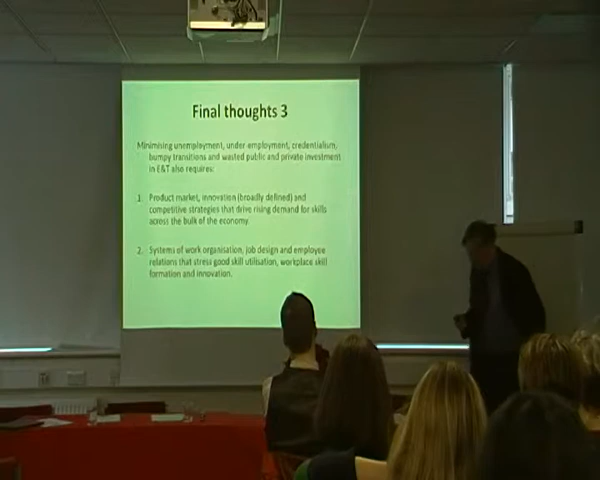 Final thoughts 3
Minimising unemployment, under employment, credentialism,
bumpy transitions and wasted public and private investment
in E&T also requires:
1. Product market, innovation (broadly defined) and
competitive strategies that drive rising demand for skills
across the bulk of the economy.
2. Systems of work organisation, job design and employee
relations that stress good skill utilisation, workplace skill
formation and innovation.